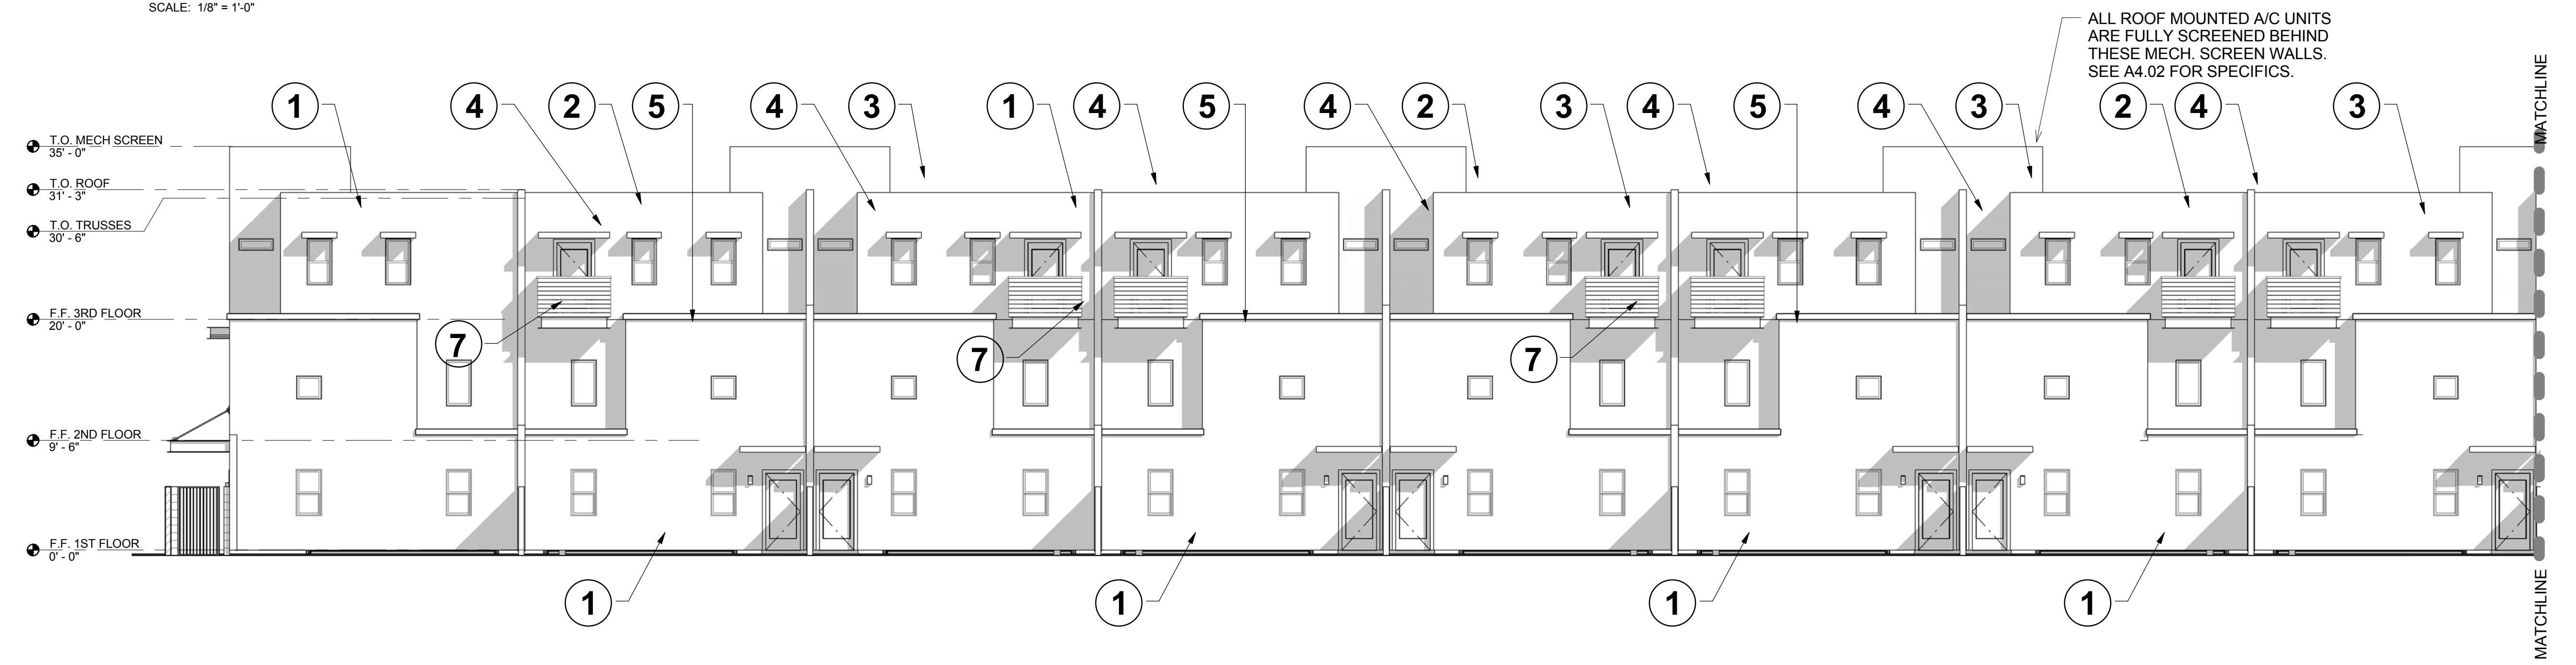 SCALE: 1/8" = 1'-0"
ALL ROOF MOUNTED A/C UNITS
ARE FULLY SCREENED BEHIND
THESE MECH. SCREEN WALLS.
SEE A4.02 FOR SPECIFICS.
MATCHLINE
1
4
2
5
4
3
1
4
5
4
2
3
4
5
4
3
2
4
3
T.O. MECH SCREEN
35' - 0"
T.O. ROOF
31' - 3"
T.O. TRUSSES
30' - 6"
F.F. 3RD FLOOR
20' - 0"
7
7
7
F.F. 2ND FLOOR
9' - 6"
F.F. 1ST FLOOR
0' - 0"
1
1
1
1
MATCHLINE